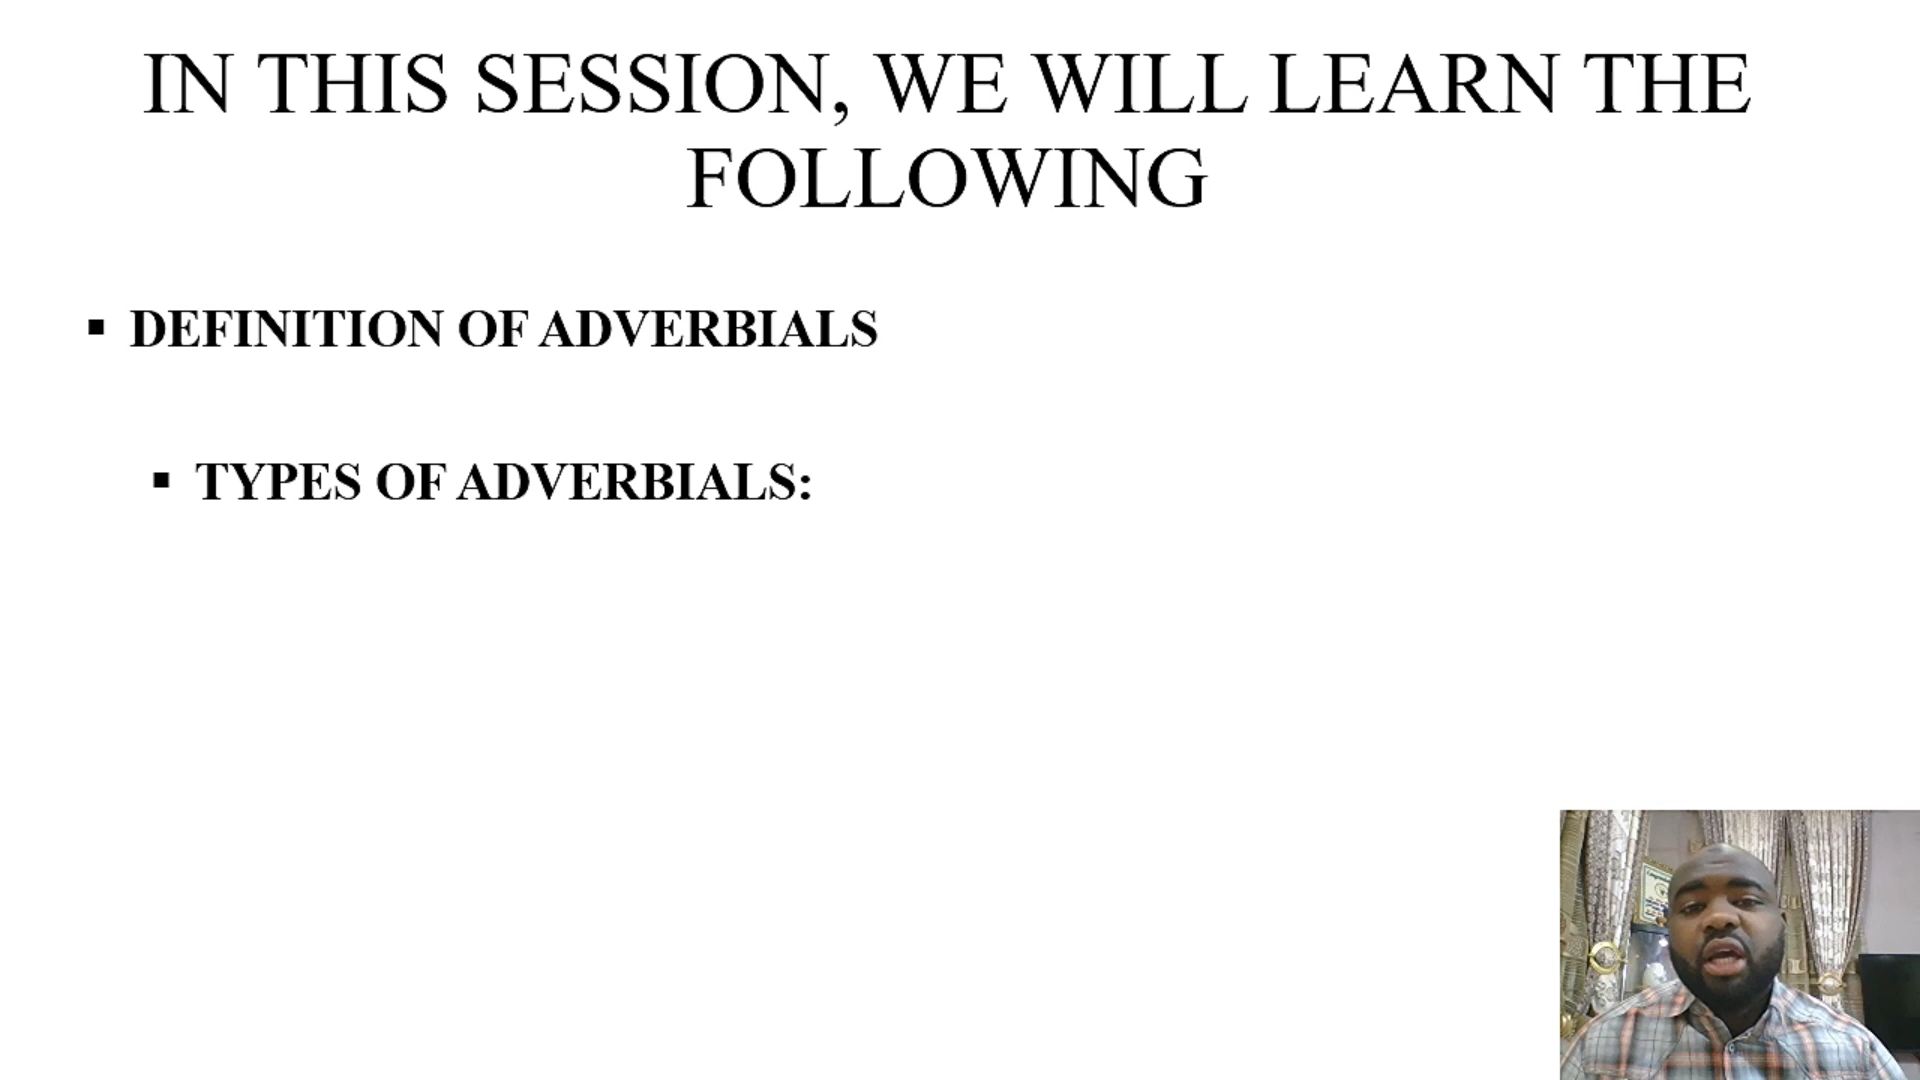 IN THIS SESSION, WE WILL LEARN THE
FOLLOWING
▪ DEFINITION OF ADVERBIALS
▪ TYPES OF ADVERBIALS: